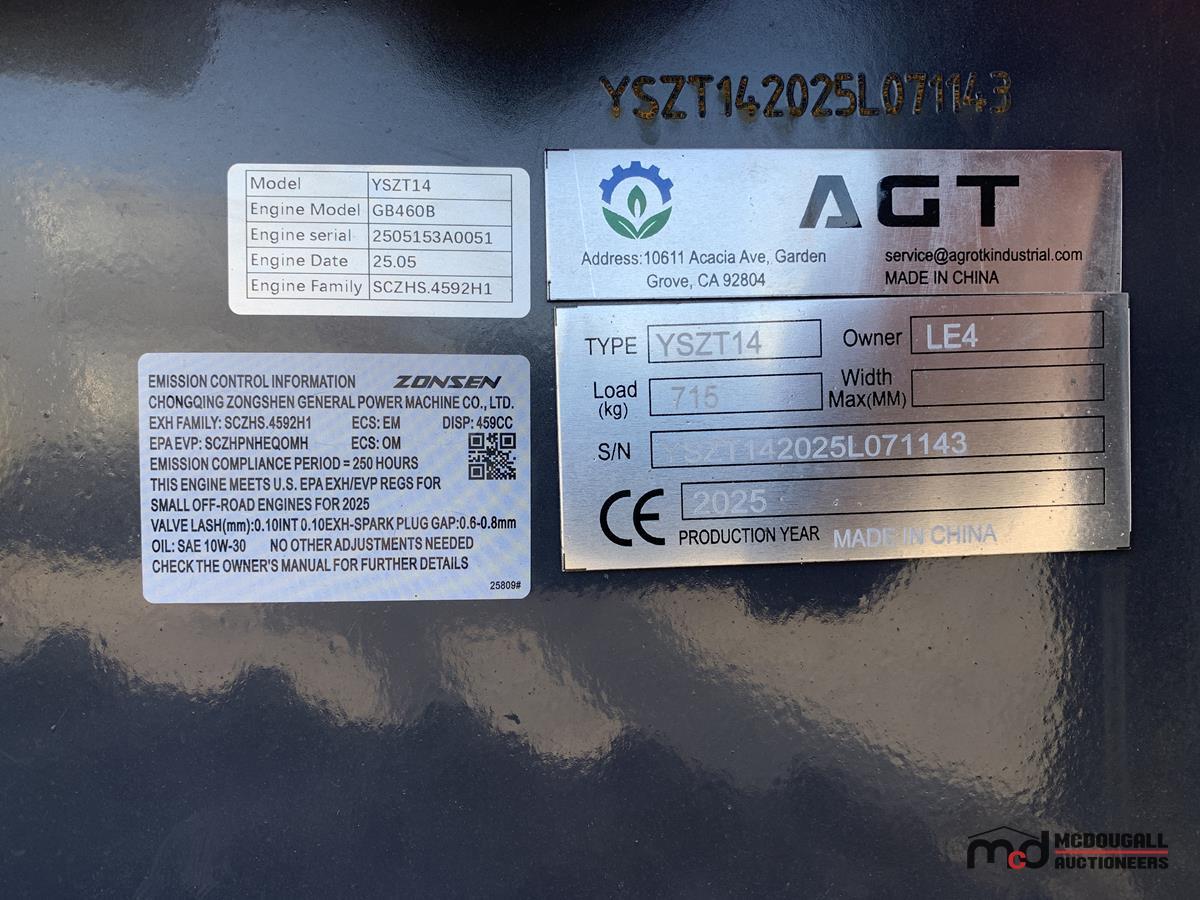 YSZT142025L071143
Model YSZT14
Engine Model GB460B
Engine serial 2505153A0051
Engine Date 25.05
Engine Family SCZHS.4592H1
AGT
Address:10611 Acacia Ave, Garden
Grove, CA 92804
service@agrotkindustrial.com
MADE IN CHINA
TYPE YSZT14 Owner LE4
Load (kg) 715 Width Max(MM)
S/N YSZT142025L071143
CE 2025
PRODUCTION YEAR MADE IN CHINA
EMISSION CONTROL INFORMATION ZONSEN
CHONGQING ZONGSHEN GENERAL POWER MACHINE CO., LTD.
EXH FAMILY: SCZHS.4592H1 ECS: EM DISP: 459CC
EPA EVP: SCZHPNHEQOMH ECS: OM
EMISSION COMPLIANCE PERIOD = 250 HOURS
THIS ENGINE MEETS U.S. EPA EXH/EVP REGS FOR
SMALL OFF-ROAD ENGINES FOR 2025
VALVE LASH(mm):0.10INT 0.10EXH-SPARK PLUG GAP:0.6-0.8mm
OIL: SAE 10W-30 NO OTHER ADJUSTMENTS NEEDED
CHECK THE OWNER'S MANUAL FOR FURTHER DETAILS
25809#
mcd MCDOUGALL
AUCTIONEERS